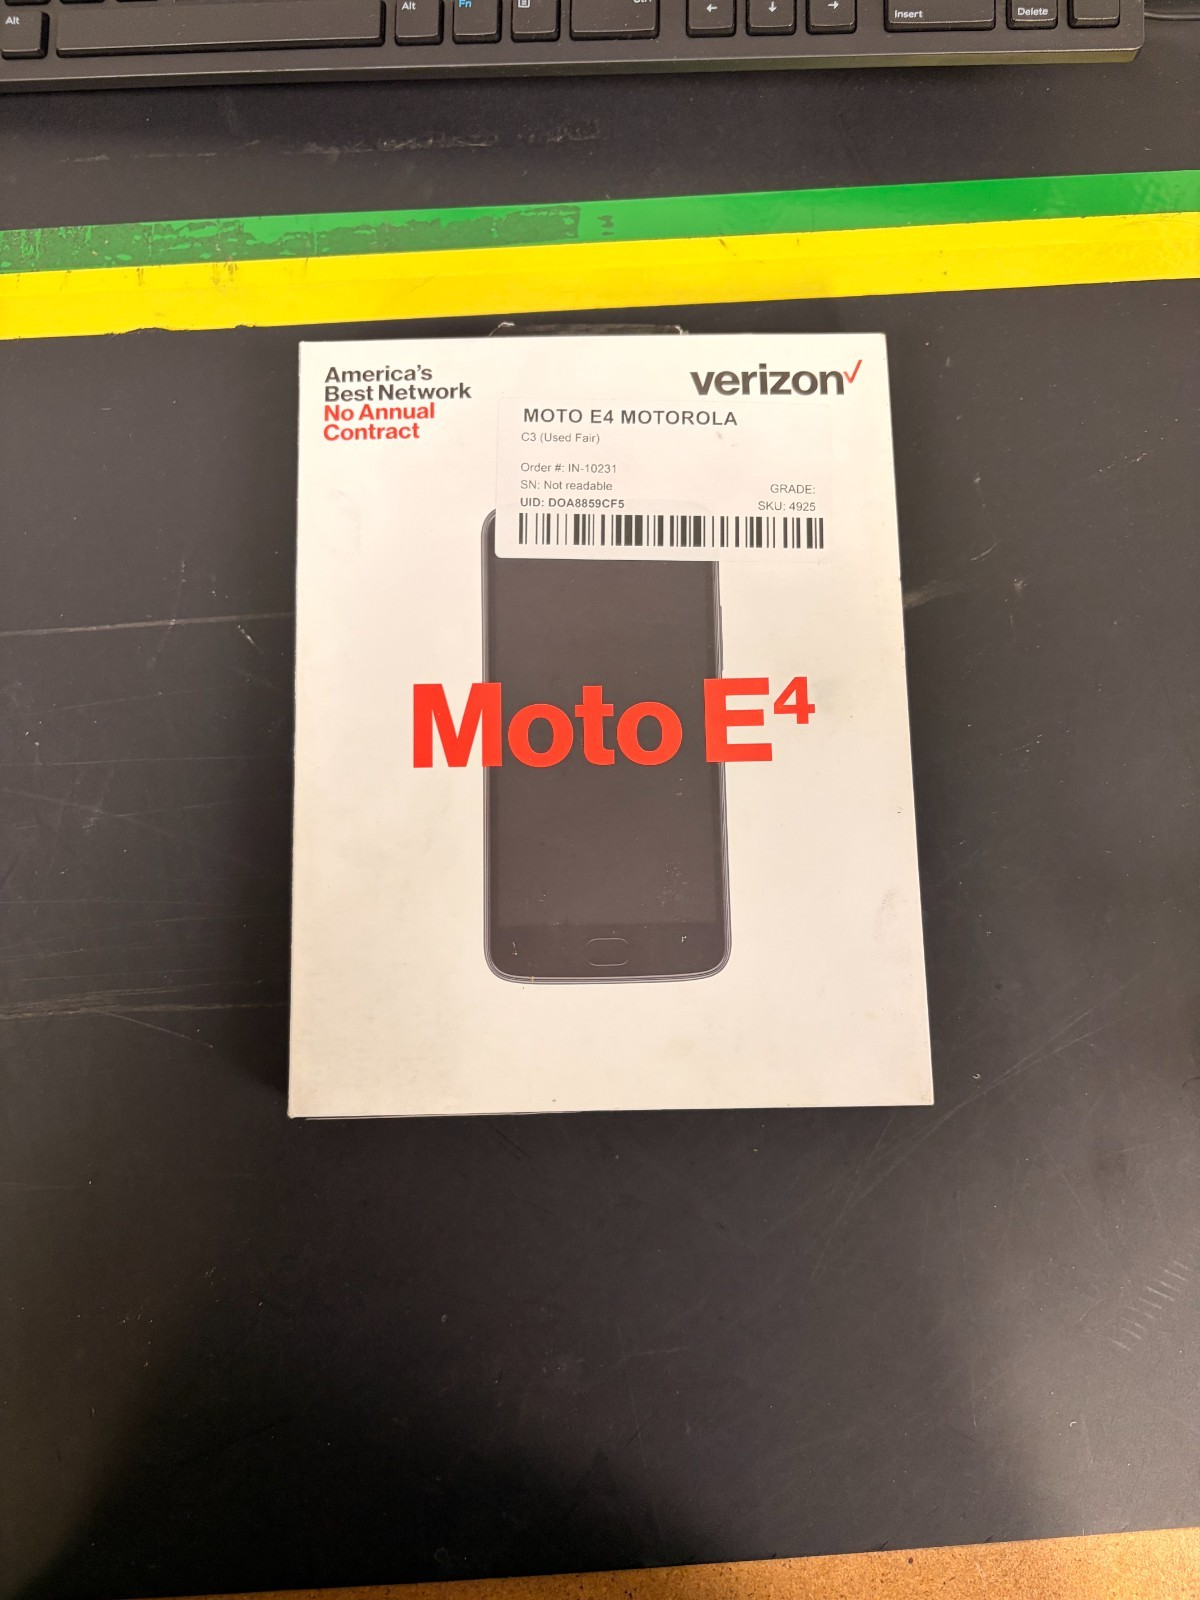 Alt
Alt
Fn
Ctrl
←
↓
→
Insert
Delete
America's
Best Network
No Annual
Contract
verizon✓
MOTO E4 MOTOROLA
C3 (Used Fair)
Order #: IN-10231
SN: Not readable
UID: DOA8859CF5
GRADE:
SKU: 4925
Moto E⁴